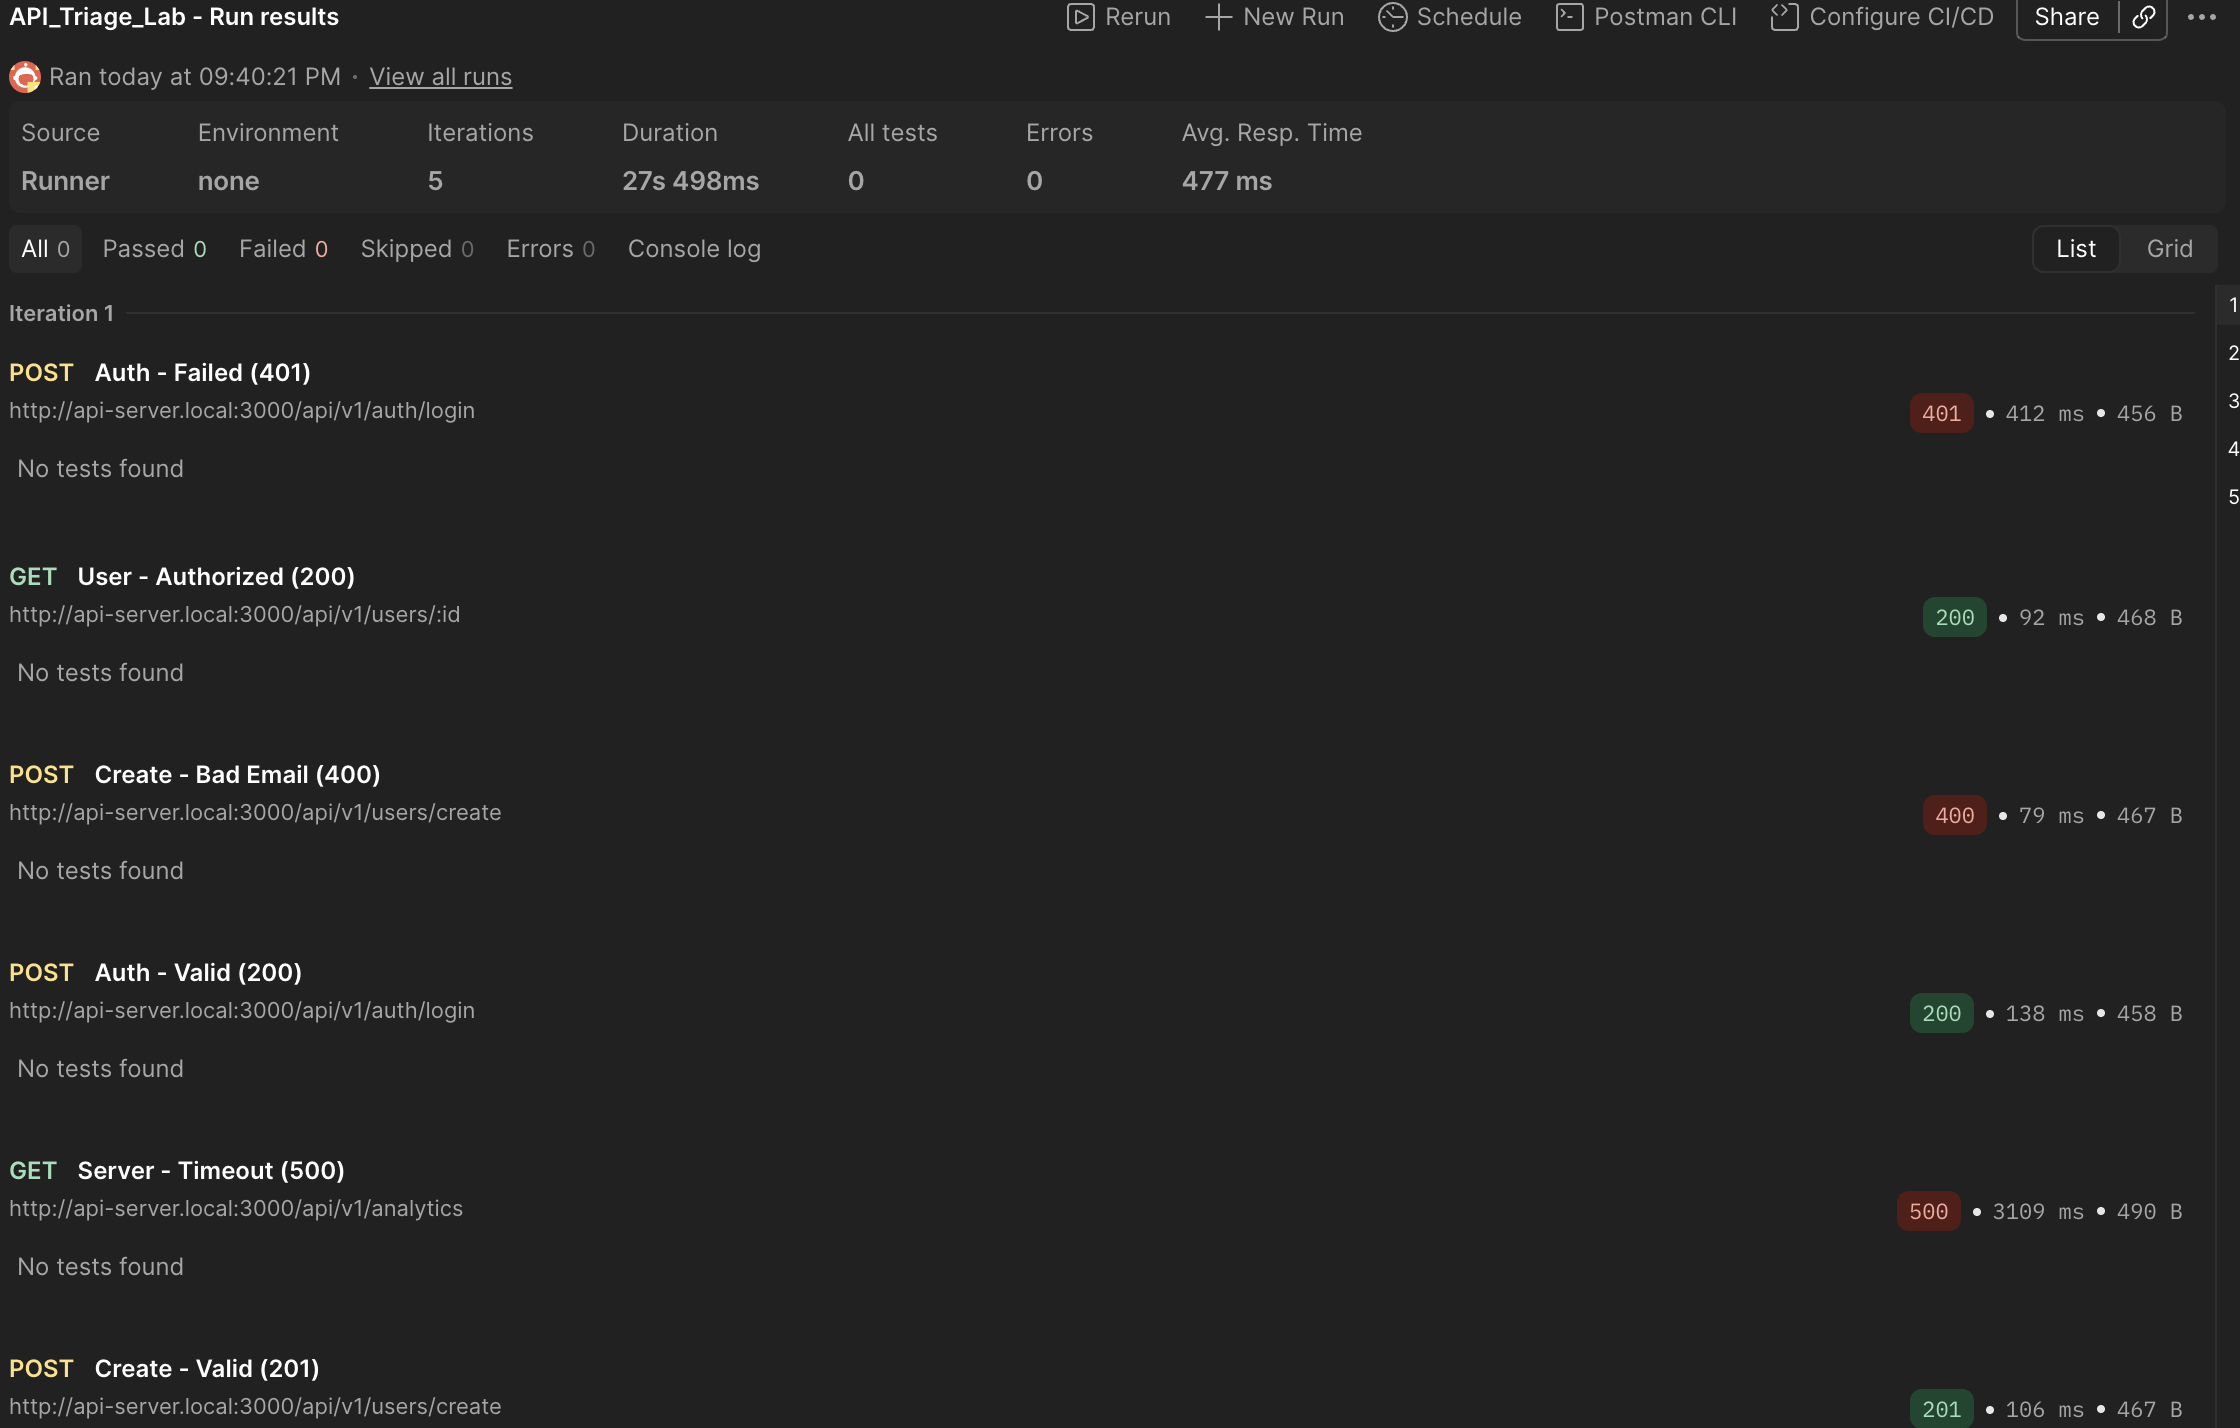 API_Triage_Lab - Run results
Rerun New Run Schedule Postman CLI Configure CI/CD Share
Ran today at 09:40:21 PM · View all runs
Source Environment Iterations Duration All tests Errors Avg. Resp. Time
Runner none 5 27s 498ms 0 0 477 ms
All 0 Passed 0 Failed 0 Skipped 0 Errors 0 Console log List Grid
Iteration 1
1
2
3
4
5
POST Auth - Failed (401)
http://api-server.local:3000/api/v1/auth/login
401 • 412 ms • 456 B
No tests found
GET User - Authorized (200)
http://api-server.local:3000/api/v1/users/:id
200 • 92 ms • 468 B
No tests found
POST Create - Bad Email (400)
http://api-server.local:3000/api/v1/users/create
400 • 79 ms • 467 B
No tests found
POST Auth - Valid (200)
http://api-server.local:3000/api/v1/auth/login
200 • 138 ms • 458 B
No tests found
GET Server - Timeout (500)
http://api-server.local:3000/api/v1/analytics
500 • 3109 ms • 490 B
No tests found
POST Create - Valid (201)
http://api-server.local:3000/api/v1/users/create
201 • 106 ms • 467 B